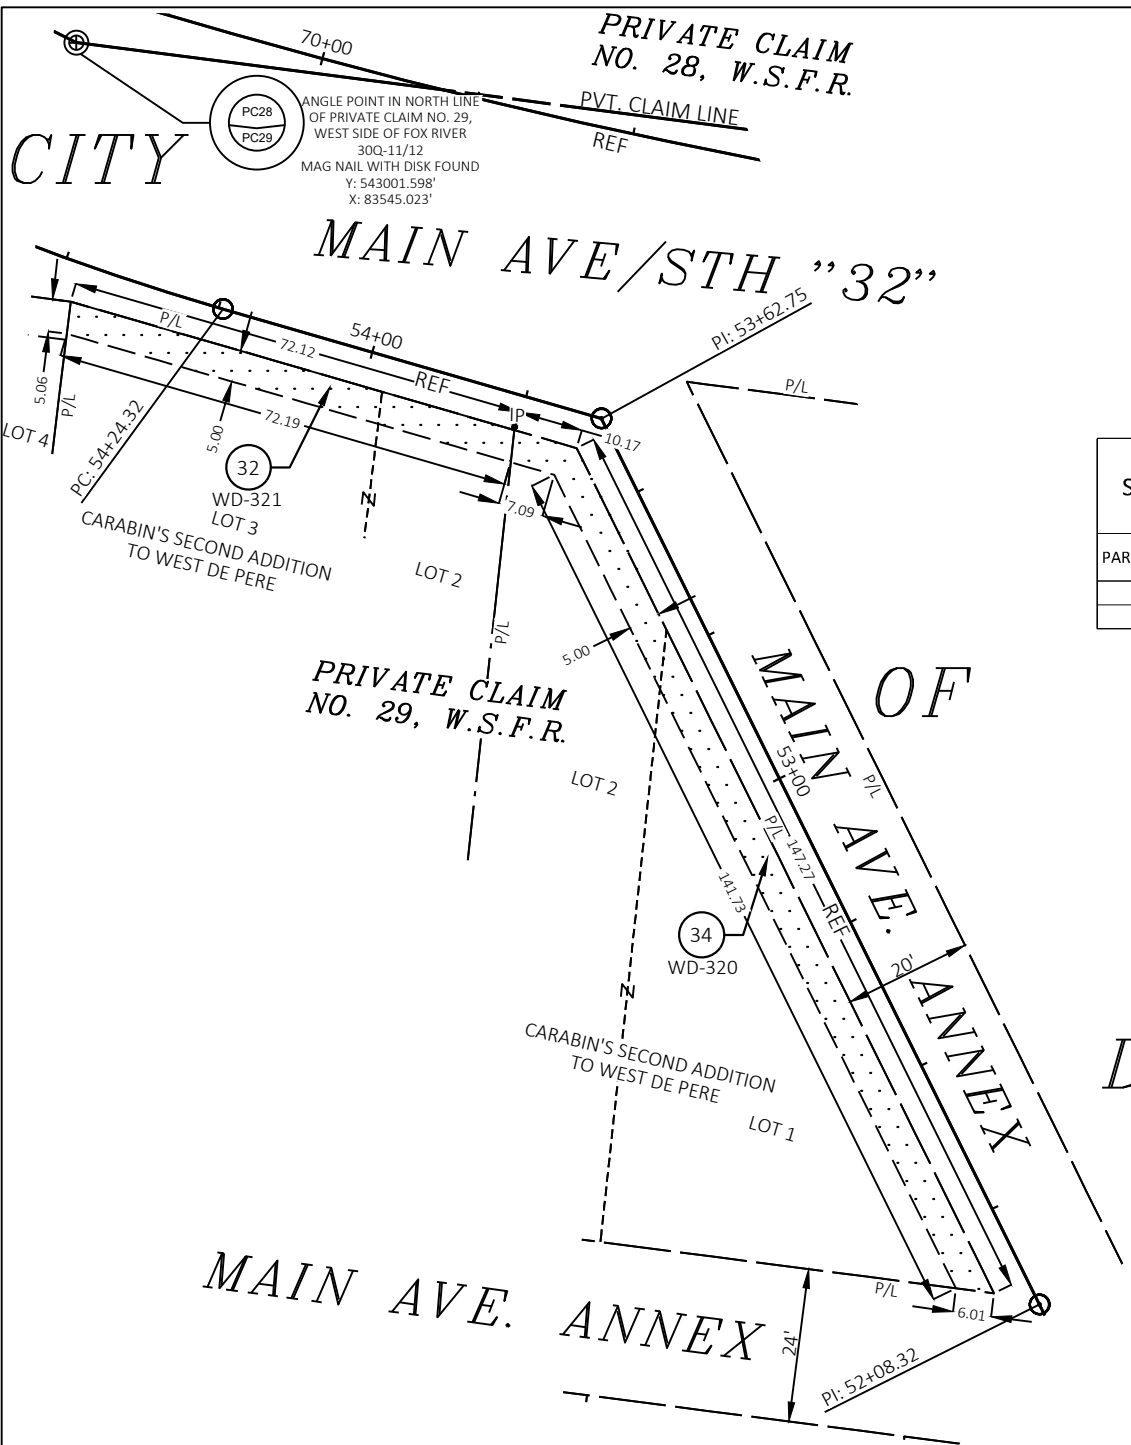 PRIVATE CLAIM
NO. 28, W.S.F.R.
70+00
PVT. CLAIM LINE
REF
PC28
PC29
ANGLE POINT IN NORTH LINE
OF PRIVATE CLAIM NO. 29,
WEST SIDE OF FOX RIVER
30Q-11/12
MAG NAIL WITH DISK FOUND
Y: 543001.598'
X: 83545.023'
CITY
MAIN AVE/STH "32"
PI: 53+62.75
P/L
54+00
72.12
REF
P/L
5.06
P/L
LOT 4
PC: 54+24.32
5.00
72.19
IP
10.17
32
WD-321
7.09
LOT 3
CARABIN'S SECOND ADDITION
TO WEST DE PERE
Z
LOT 2
P/L
S
PAR
5.00
PRIVATE CLAIM
NO. 29, W.S.F.R.
OF
MAIN AVE. ANNEX
53+00
P/L
LOT 2
P/L
147.27
REF
141.73
34
WD-320
20'
Z
CARABIN'S SECOND ADDITION
TO WEST DE PERE
LOT 1
D
MAIN AVE. ANNEX
P/L
6.01
24'
PI: 52+08.32